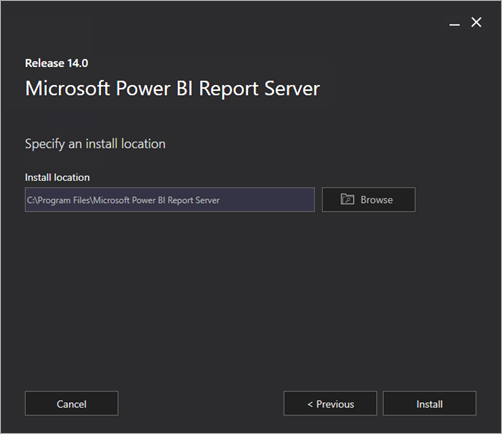 Release 14.0
Microsoft Power BI Report Server
Specify an install location
Install location
C:\Program Files\Microsoft Power BI Report Server
Browse
Cancel
< Previous
Install